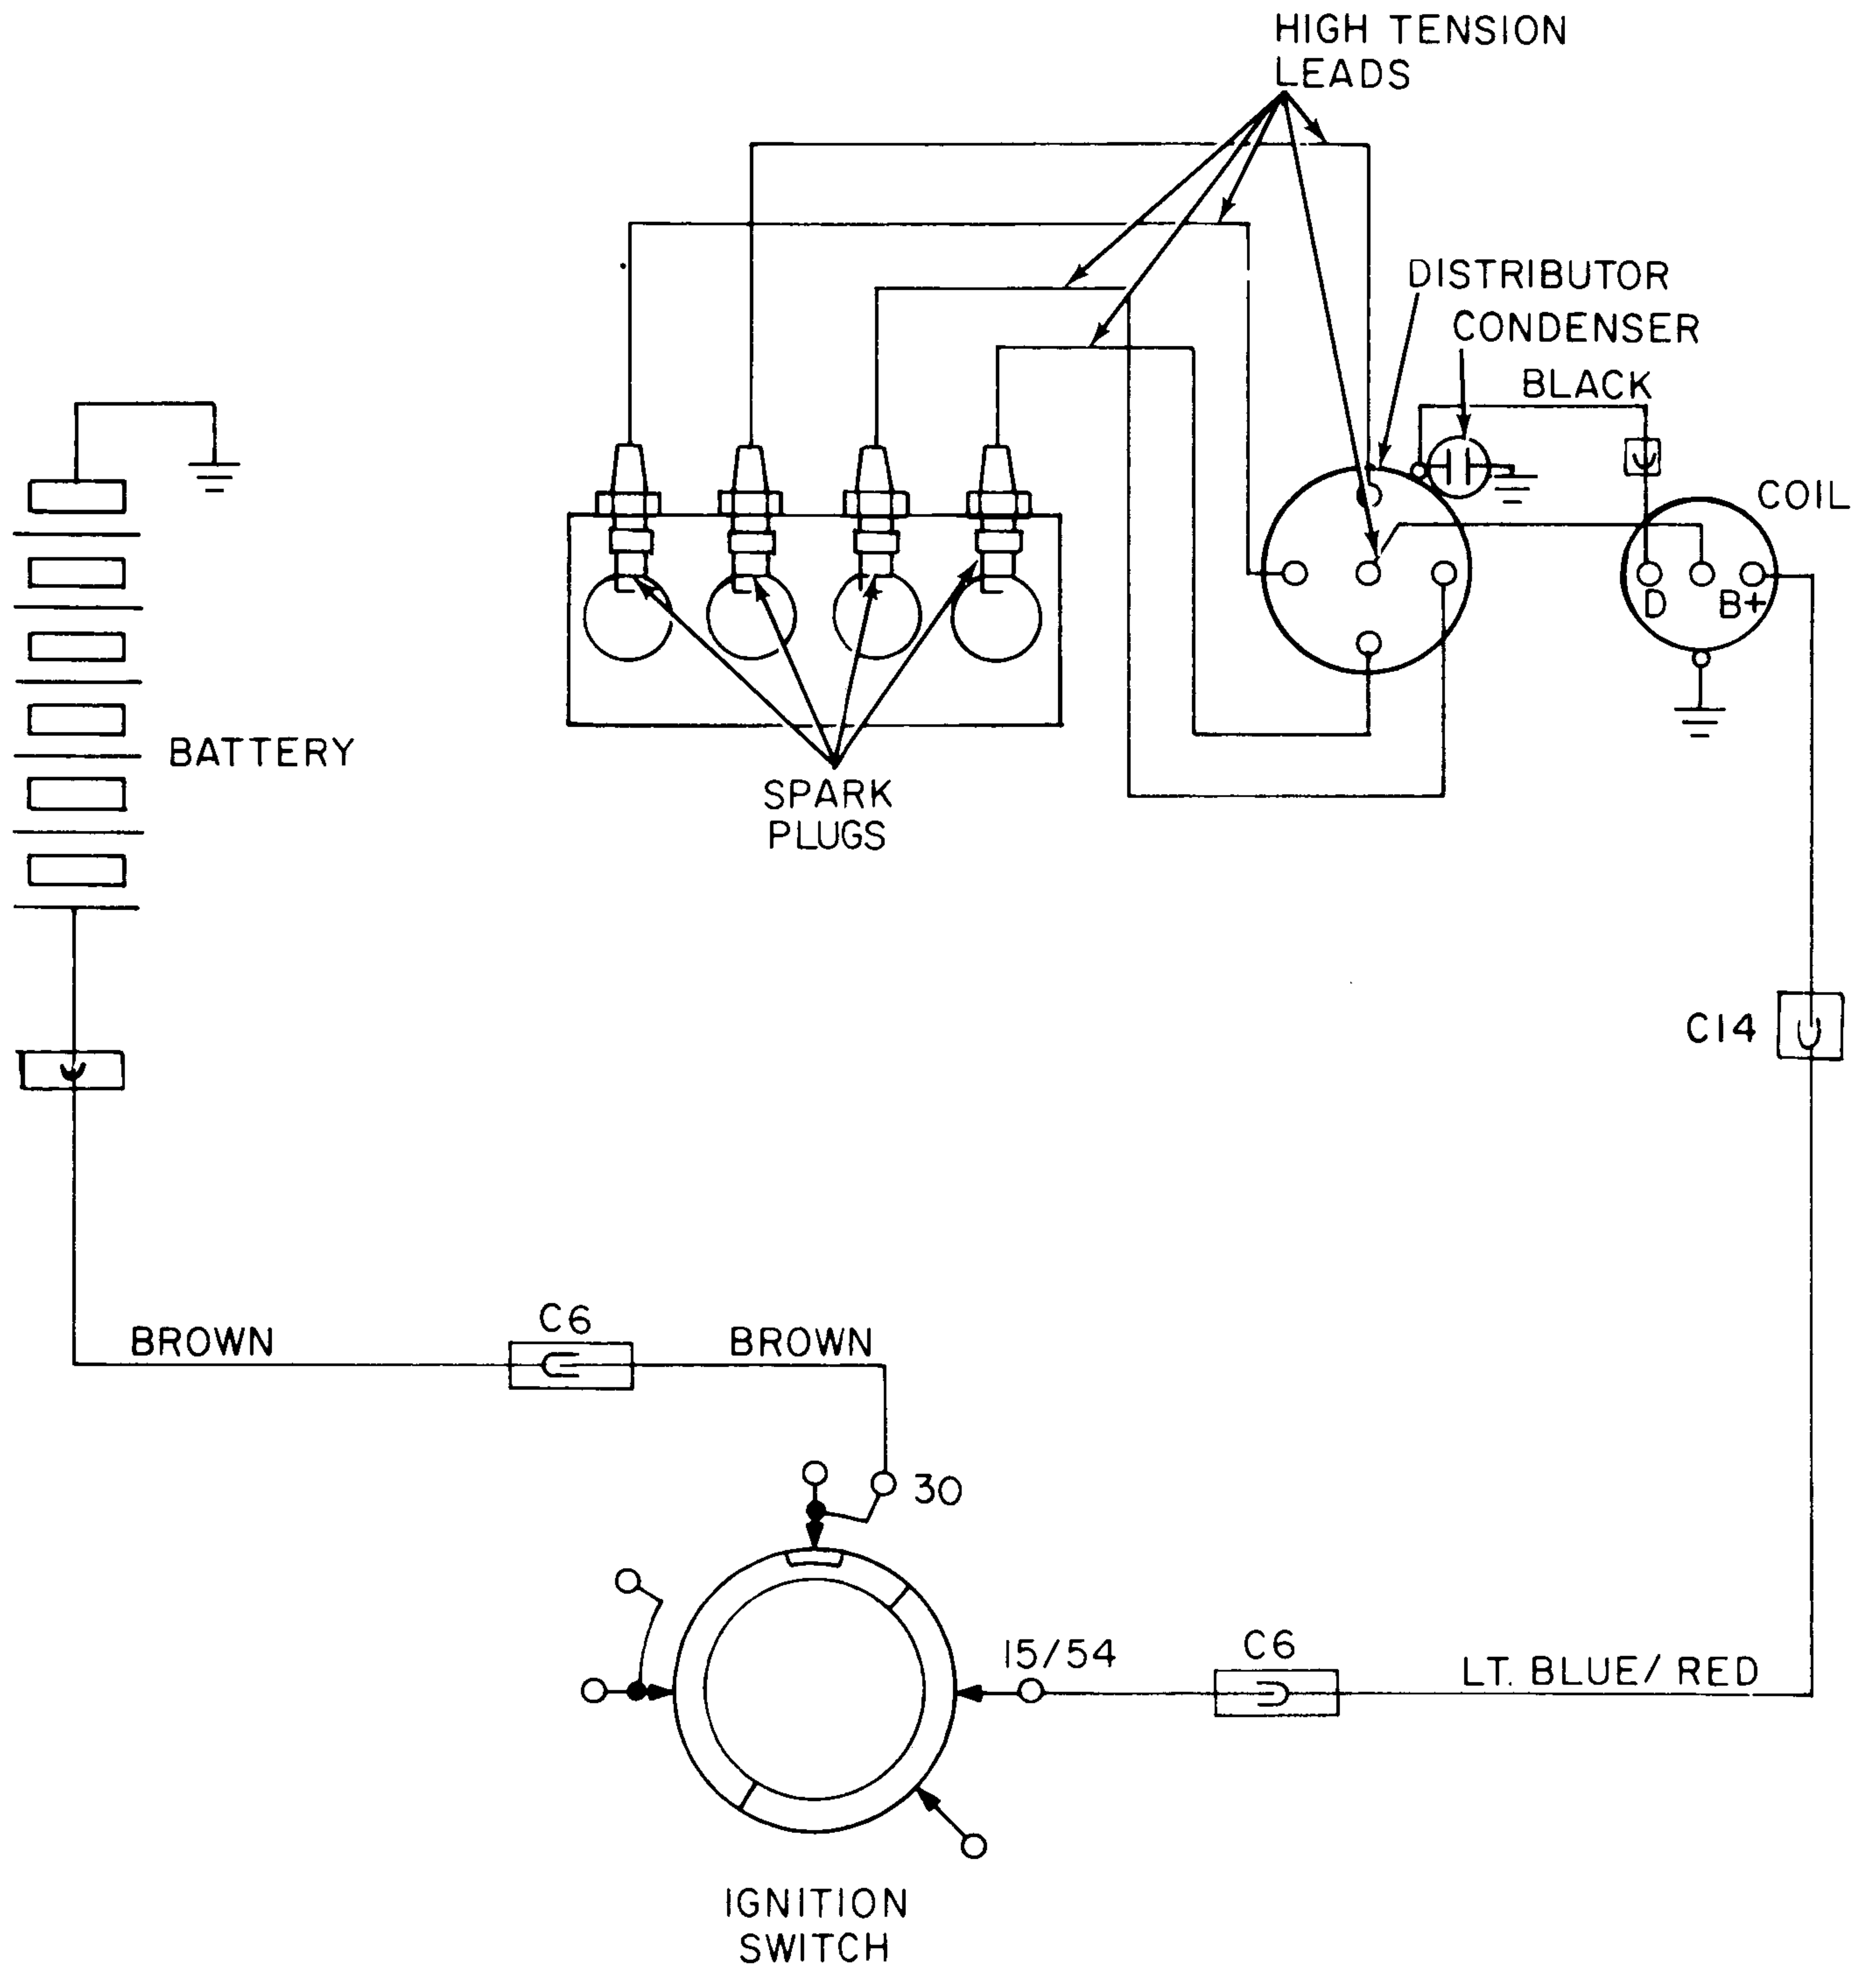 HIGH TENSION
LEADS
DISTRIBUTOR
CONDENSER
BLACK
COIL
D
B+
BATTERY
SPARK
PLUGS
C14
BROWN
C6
BROWN
30
15/54
C6
LT. BLUE/ RED
IGNITION
SWITCH